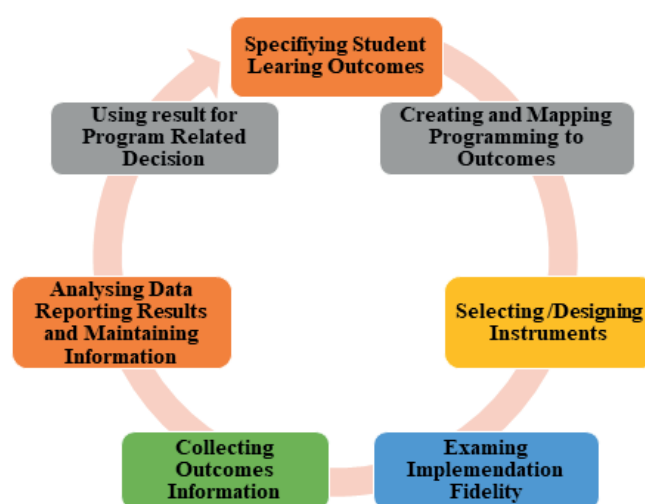 Specifiying Student
Learing Outcomes
Creating and Mapping
Programming to
Outcomes
Selecting /Designing
Instruments
Examing
Implemendation
Fidelity
Collecting
Outcomes
Information
Analysing Data
Reporting Results
and Maintaining
Information
Using result for
Program Related
Decision